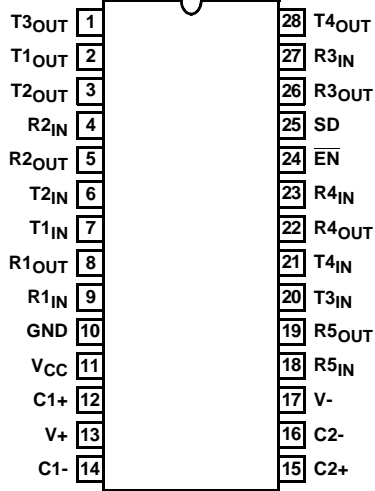 T3OUT 1 28 T4OUT
T1OUT 2 27 R3IN
T2OUT 3 26 R3OUT
R2IN 4 25 SD
R2OUT 5 24 E̅N̅
T2IN 6 23 R4IN
T1IN 7 22 R4OUT
R1OUT 8 21 T4IN
R1IN 9 20 T3IN
GND 10 19 R5OUT
VCC 11 18 R5IN
C1+ 12 17 V-
V+ 13 16 C2-
C1- 14 15 C2+